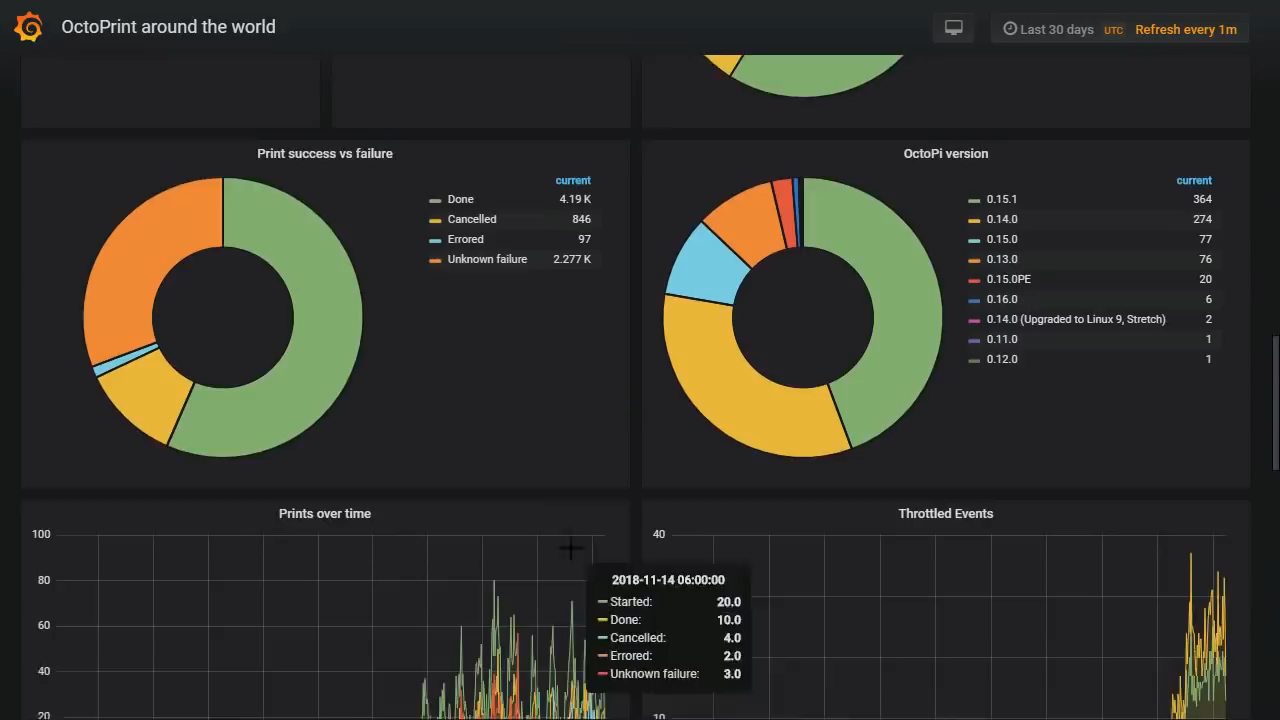 OctoPrint around the world
Last 30 days UTC Refresh every 1m
Print success vs failure
current
Done 4.19 K
Cancelled 846
Errored 97
Unknown failure 2.277 K
OctoPi version
current
0.15.1 364
0.14.0 274
0.15.0 77
0.13.0 76
0.15.0PE 20
0.16.0 6
0.14.0 (Upgraded to Linux 9, Stretch) 2
0.11.0 1
0.12.0 1
Prints over time
100
80
60
40
20
2018-11-14 06:00:00
Started: 20.0
Done: 10.0
Cancelled: 4.0
Errored: 2.0
Unknown failure: 3.0
Throttled Events
40
10